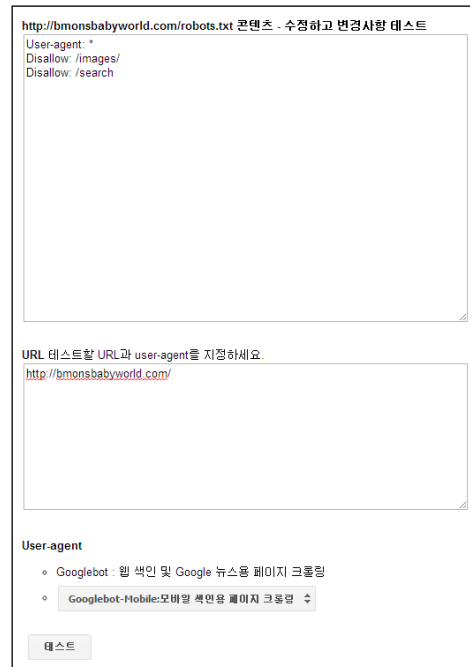 http://bmonsbabyworld.com/robots.txt 콘텐츠 - 수정하고 변경사항 테스트
User-agent: *
Disallow: /images/
Disallow: /search
URL 테스트할 URL과 user-agent를 지정하세요.
http://bmonsbabyworld.com/
User-agent
Googlebot : 웹 색인 및 Google 뉴스용 페이지 크롤링
Googlebot-Mobile:모바일 색인용 페이지 크롤링
테스트